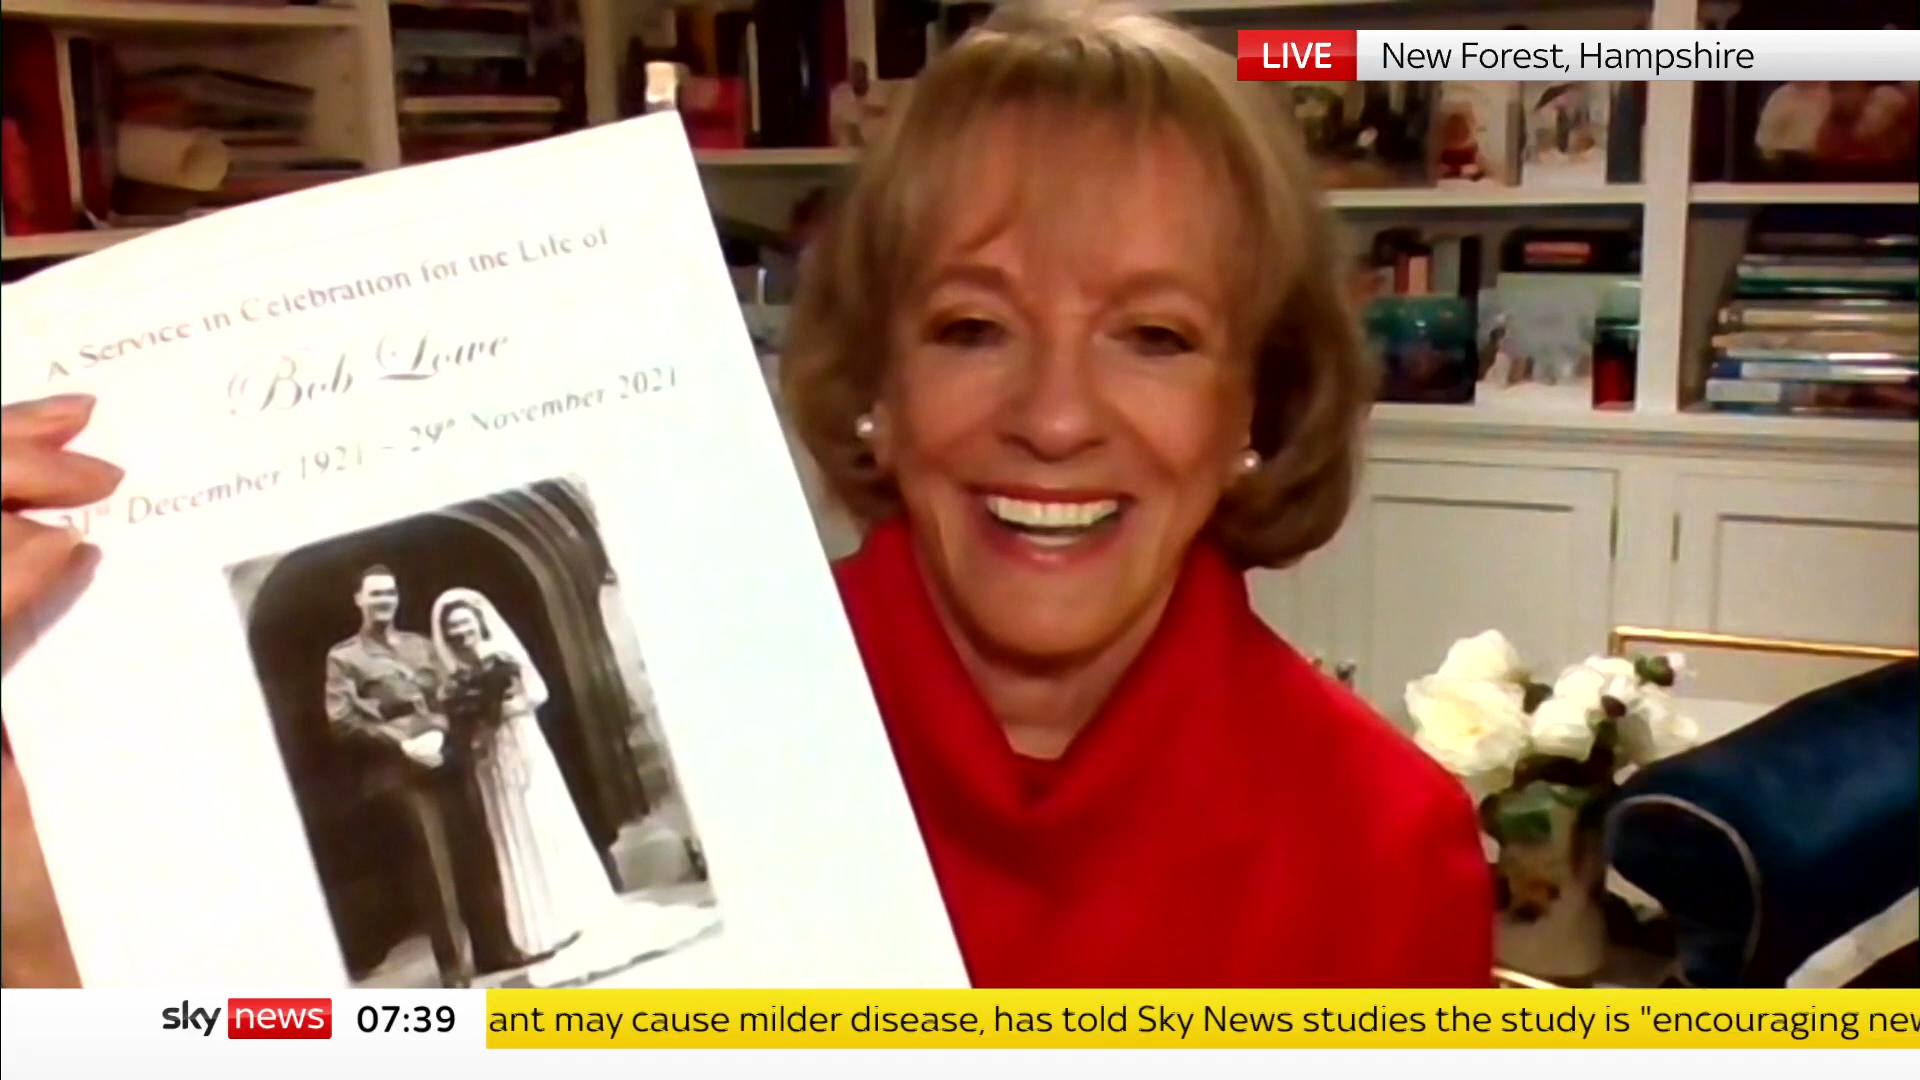 LIVE New Forest, Hampshire
A Service in Celebration for the Life of
Bob Lowe
31st December 1921 ~ 29th November 2021
sky news 07:39 ant may cause milder disease, has told Sky News studies the study is "encouraging new